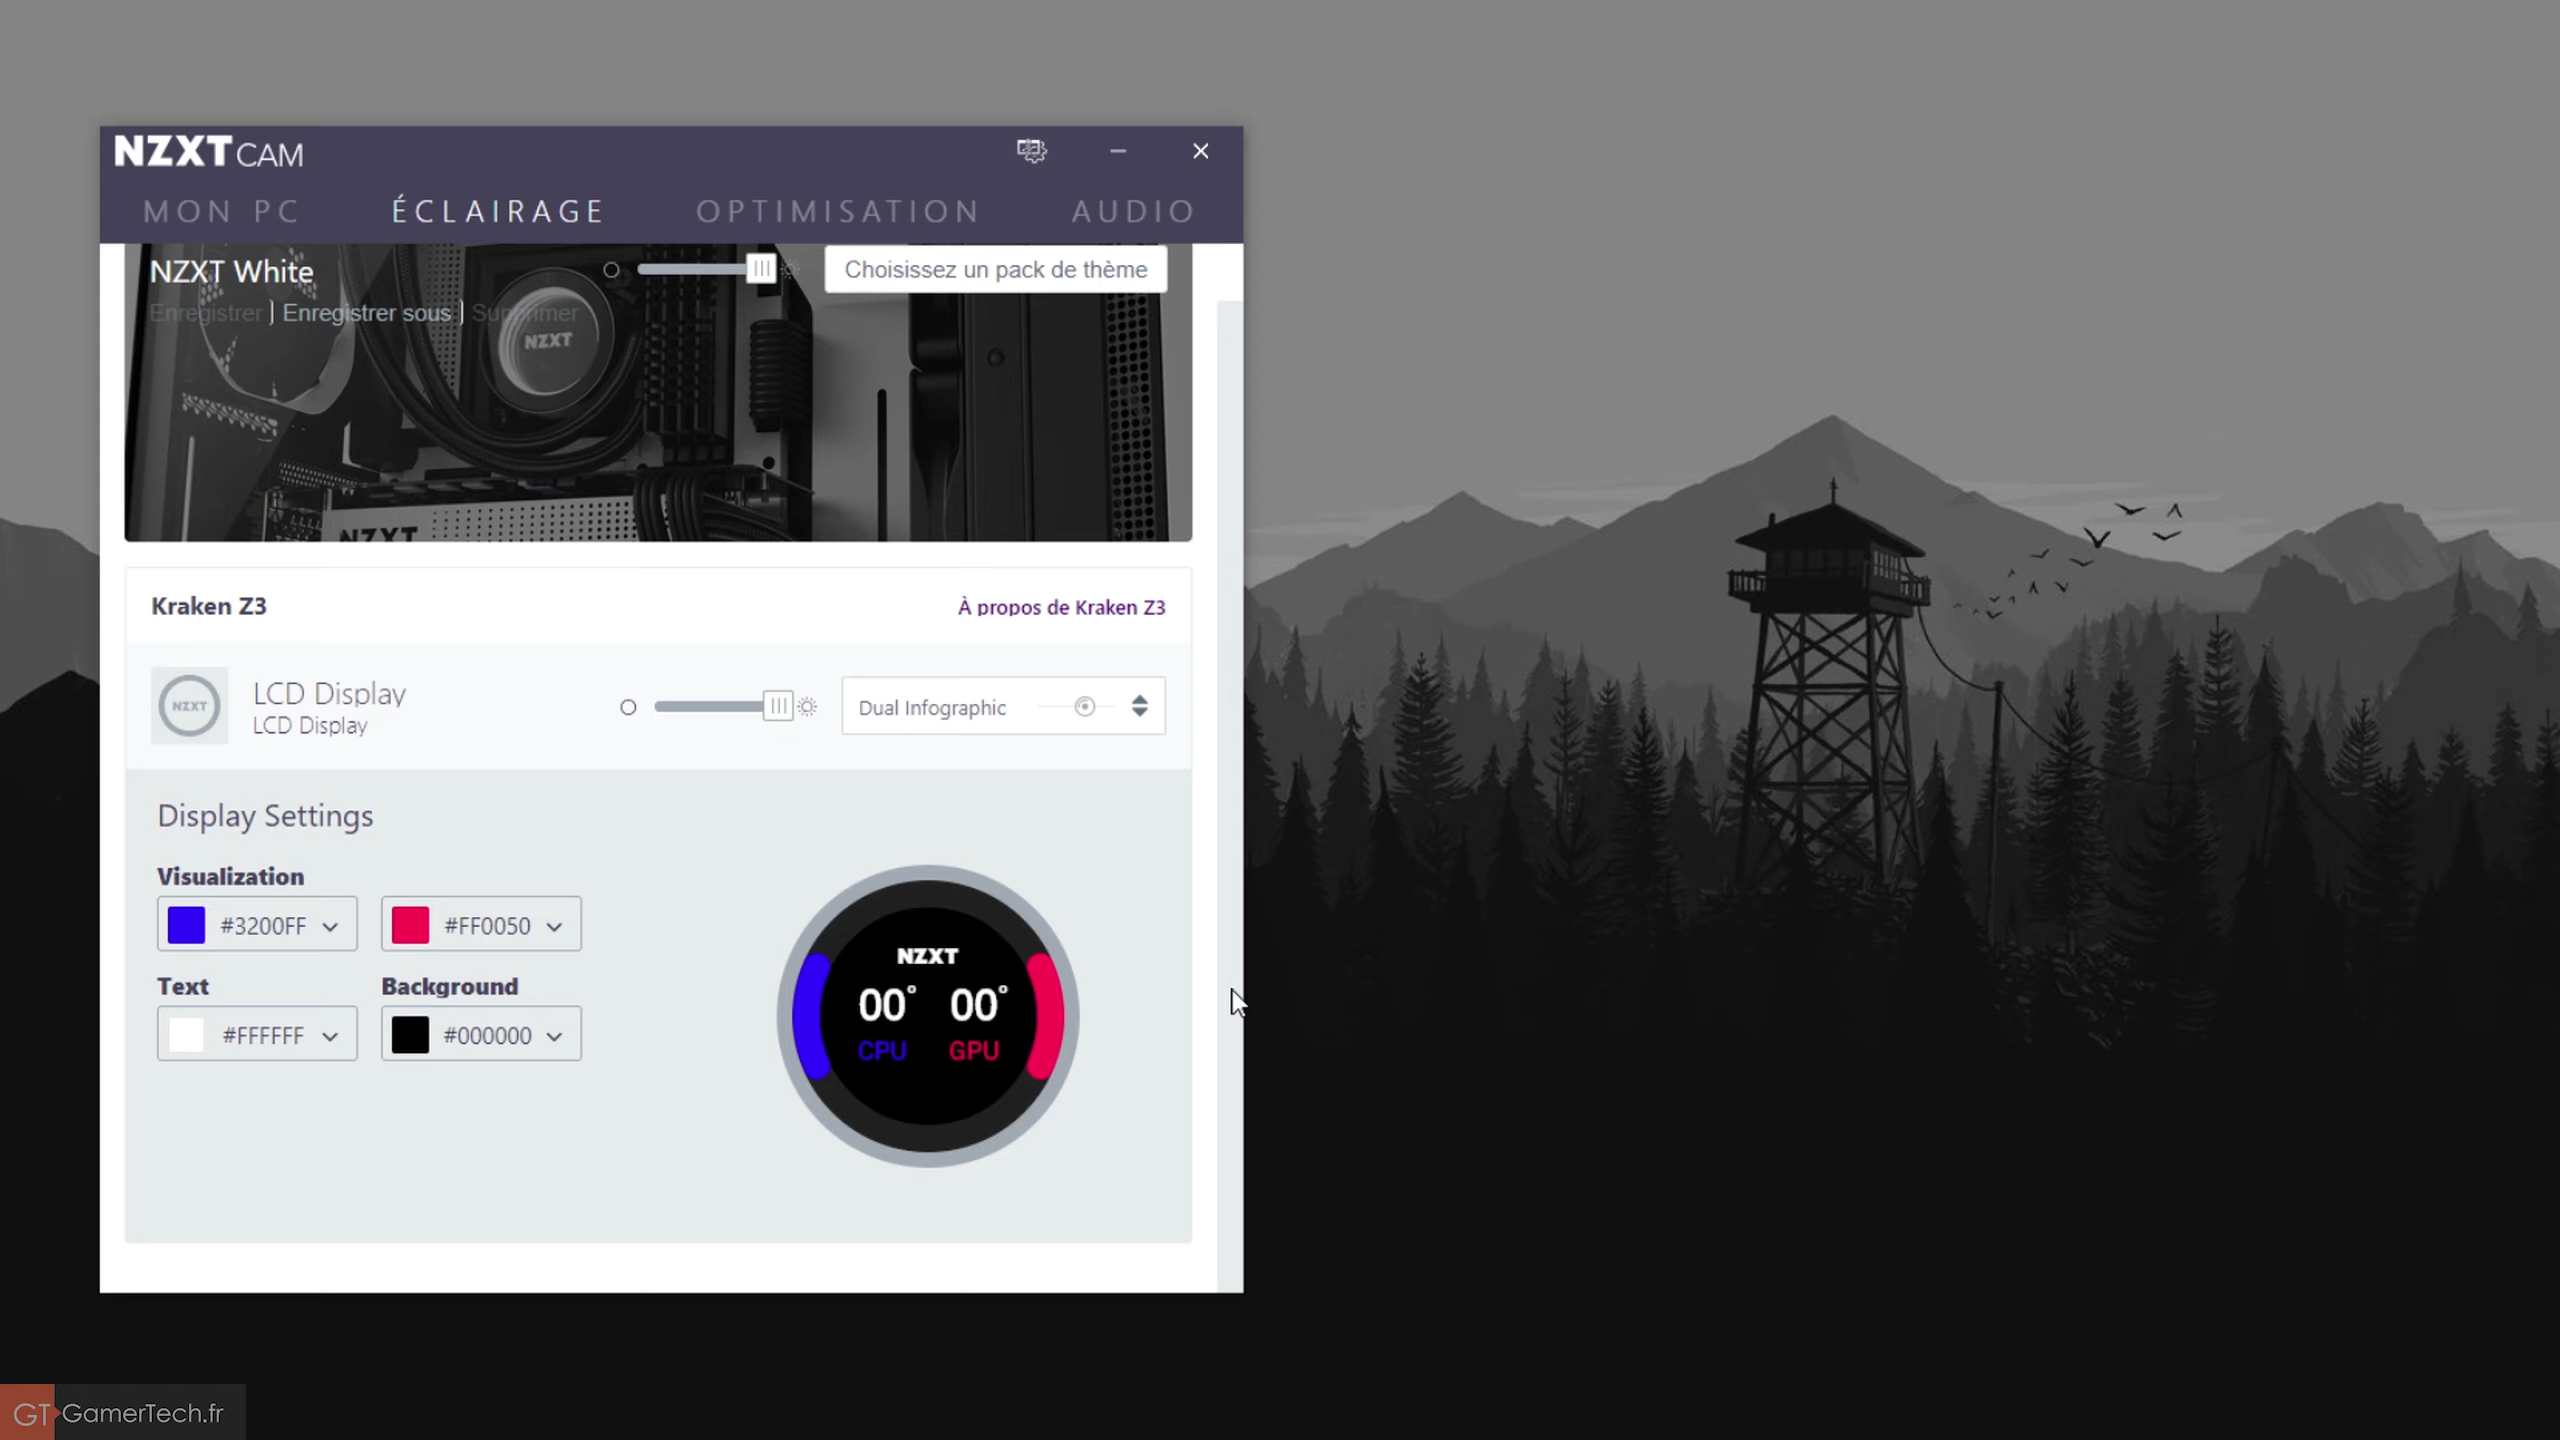 NZXT CAM
MON PC ÉCLAIRAGE OPTIMISATION AUDIO
NZXT White
Choisissez un pack de thème
Enregistrer | Enregistrer sous | Supprimer
NZXT
NZXT
Kraken Z3
À propos de Kraken Z3
NZXT
LCD Display
LCD Display
Dual Infographic
Display Settings
Visualization
#3200FF
#FF0050
Text
Background
#FFFFFF
#000000
NZXT
00° 00°
CPU GPU
GT GamerTech.fr